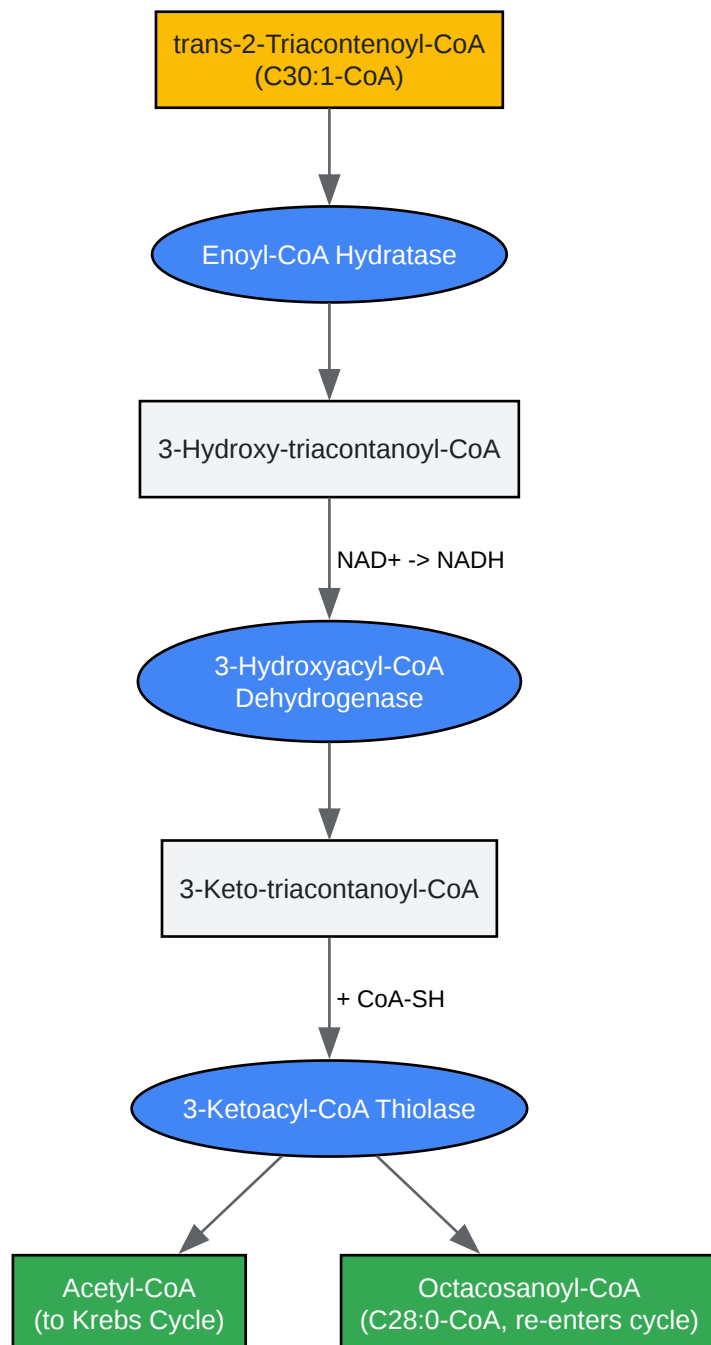 trans-2-Triacontenoyl-CoA
(C30:1-CoA)
Enoyl-CoA Hydratase
3-Hydroxy-triacontanoyl-CoA
NAD+ -> NADH
3-Hydroxyacyl-CoA
Dehydrogenase
3-Keto-triacontanoyl-CoA
+ CoA-SH
3-Ketoacyl-CoA Thiolase
Acetyl-CoA
(to Krebs Cycle)
Octacosanoyl-CoA
(C28:0-CoA, re-enters cycle)